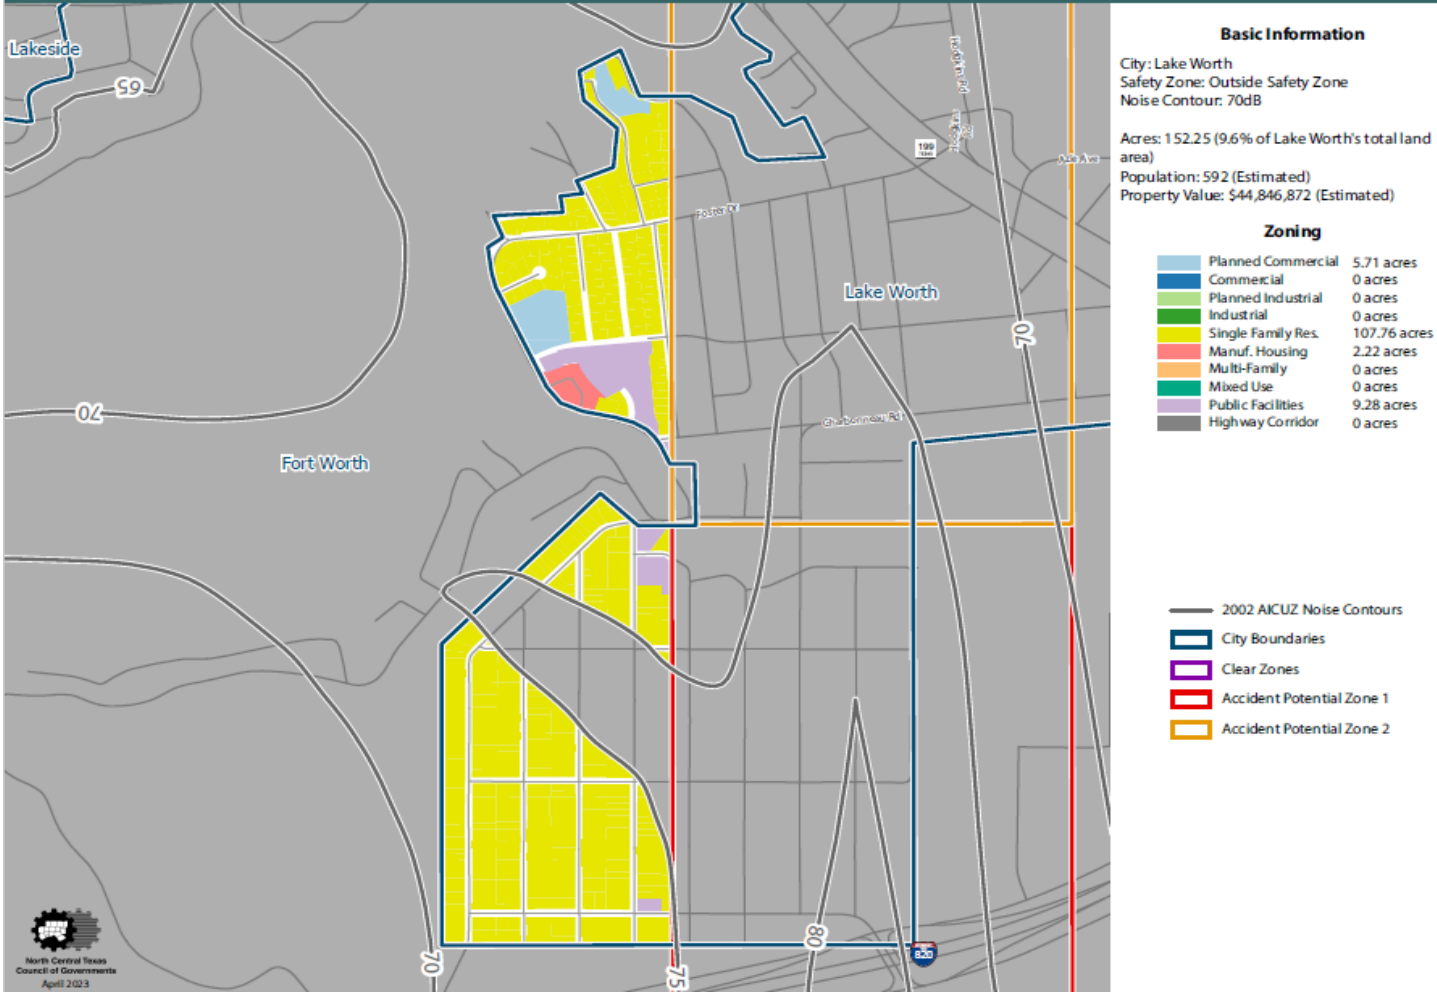 Lakeside
65
70
Fort Worth
Lake Worth
Foster Dr
Charbonneau Rd
Hodgkins Rd
199
TEXAS
Azle Ave
70
70
75
80
820
North Central Texas
Council of Governments
April 2023
Basic Information
City: Lake Worth
Safety Zone: Outside Safety Zone
Noise Contour: 70dB
Acres: 152.25 (9.6% of Lake Worth's total land
area)
Population: 592 (Estimated)
Property Value: $44,846,872 (Estimated)
Zoning
Planned Commercial 5.71 acres
Commercial 0 acres
Planned Industrial 0 acres
Industrial 0 acres
Single Family Res. 107.76 acres
Manuf. Housing 2.22 acres
Multi-Family 0 acres
Mixed Use 0 acres
Public Facilities 9.28 acres
Highway Corridor 0 acres
2002 AICUZ Noise Contours
City Boundaries
Clear Zones
Accident Potential Zone 1
Accident Potential Zone 2